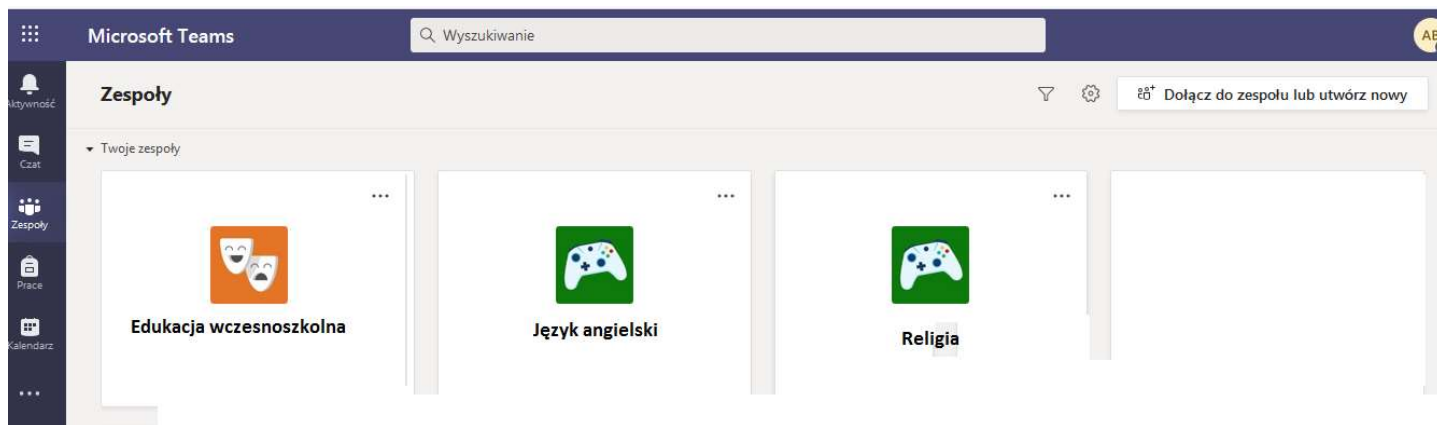 Microsoft Teams
Wyszukiwanie
AB
Aktywność
Zespoły
Dołącz do zespołu lub utwórz nowy
Czat
Twoje zespoły
Zespoły
Prace
Kalendarz
Edukacja wczesnoszkolna
Język angielski
Religia